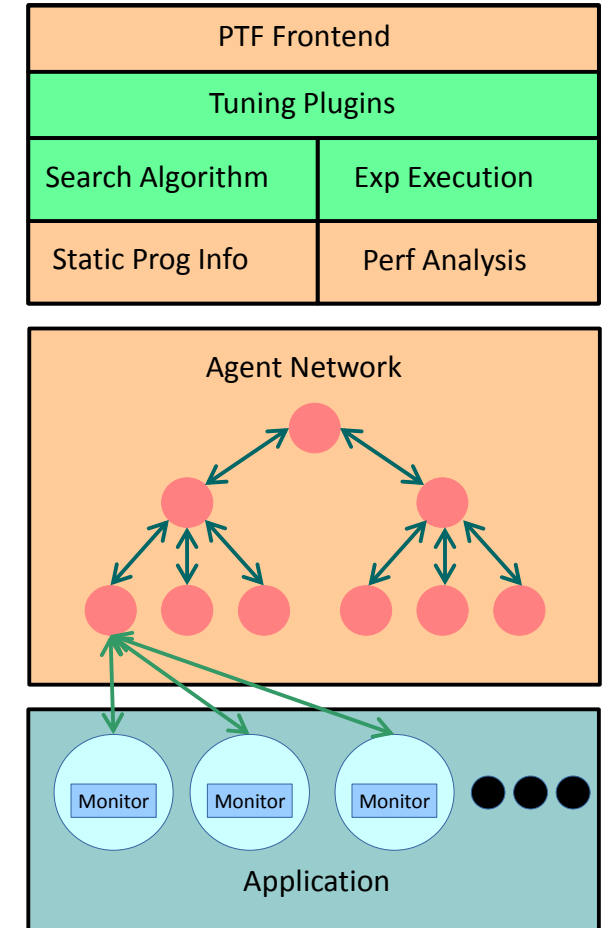 PTF Frontend
Tuning Plugins
Search Algorithm
Exp Execution
Static Prog Info
Perf Analysis
Agent Network
Monitor
Monitor
Monitor
Application